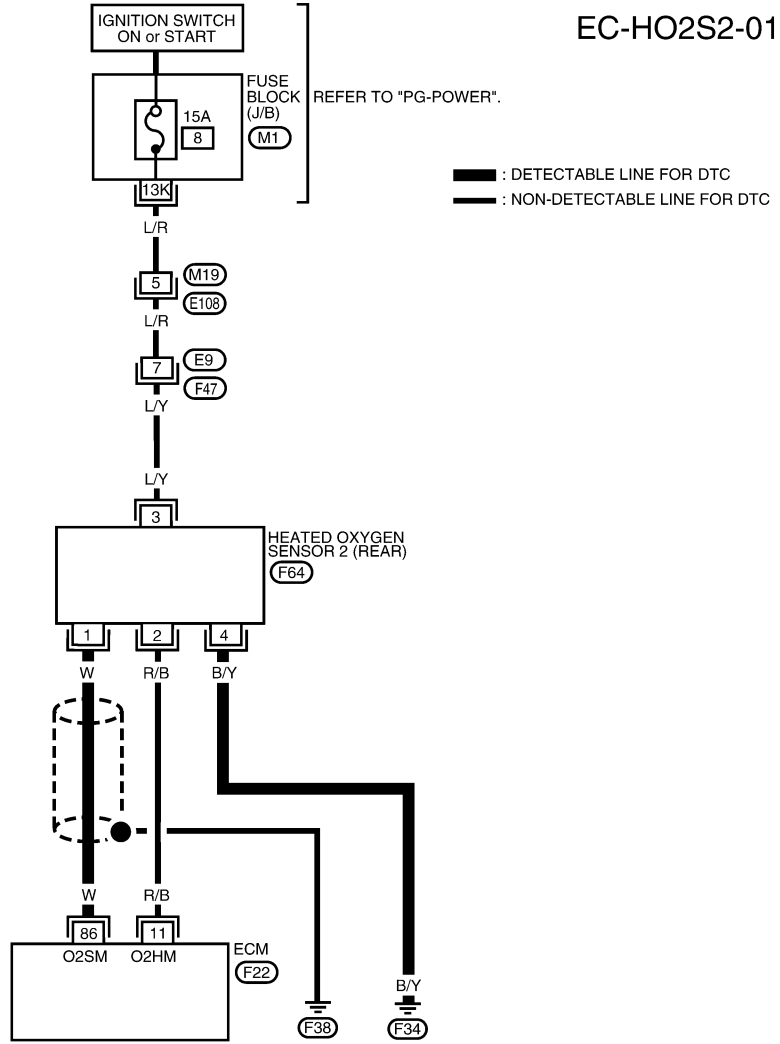 EC-HO2S2-01
IGNITION SWITCH
ON or START
FUSE
BLOCK
(J/B)
M1
REFER TO "PG-POWER".
15A
8
13K
: DETECTABLE LINE FOR DTC
: NON-DETECTABLE LINE FOR DTC
L/R
5
M19
E108
L/R
7
E9
F47
L/Y
L/Y
3
HEATED OXYGEN
SENSOR 2 (REAR)
F64
1
2
4
W
R/B
B/Y
W
R/B
86
11
O2SM
O2HM
ECM
F22
B/Y
F38
F34